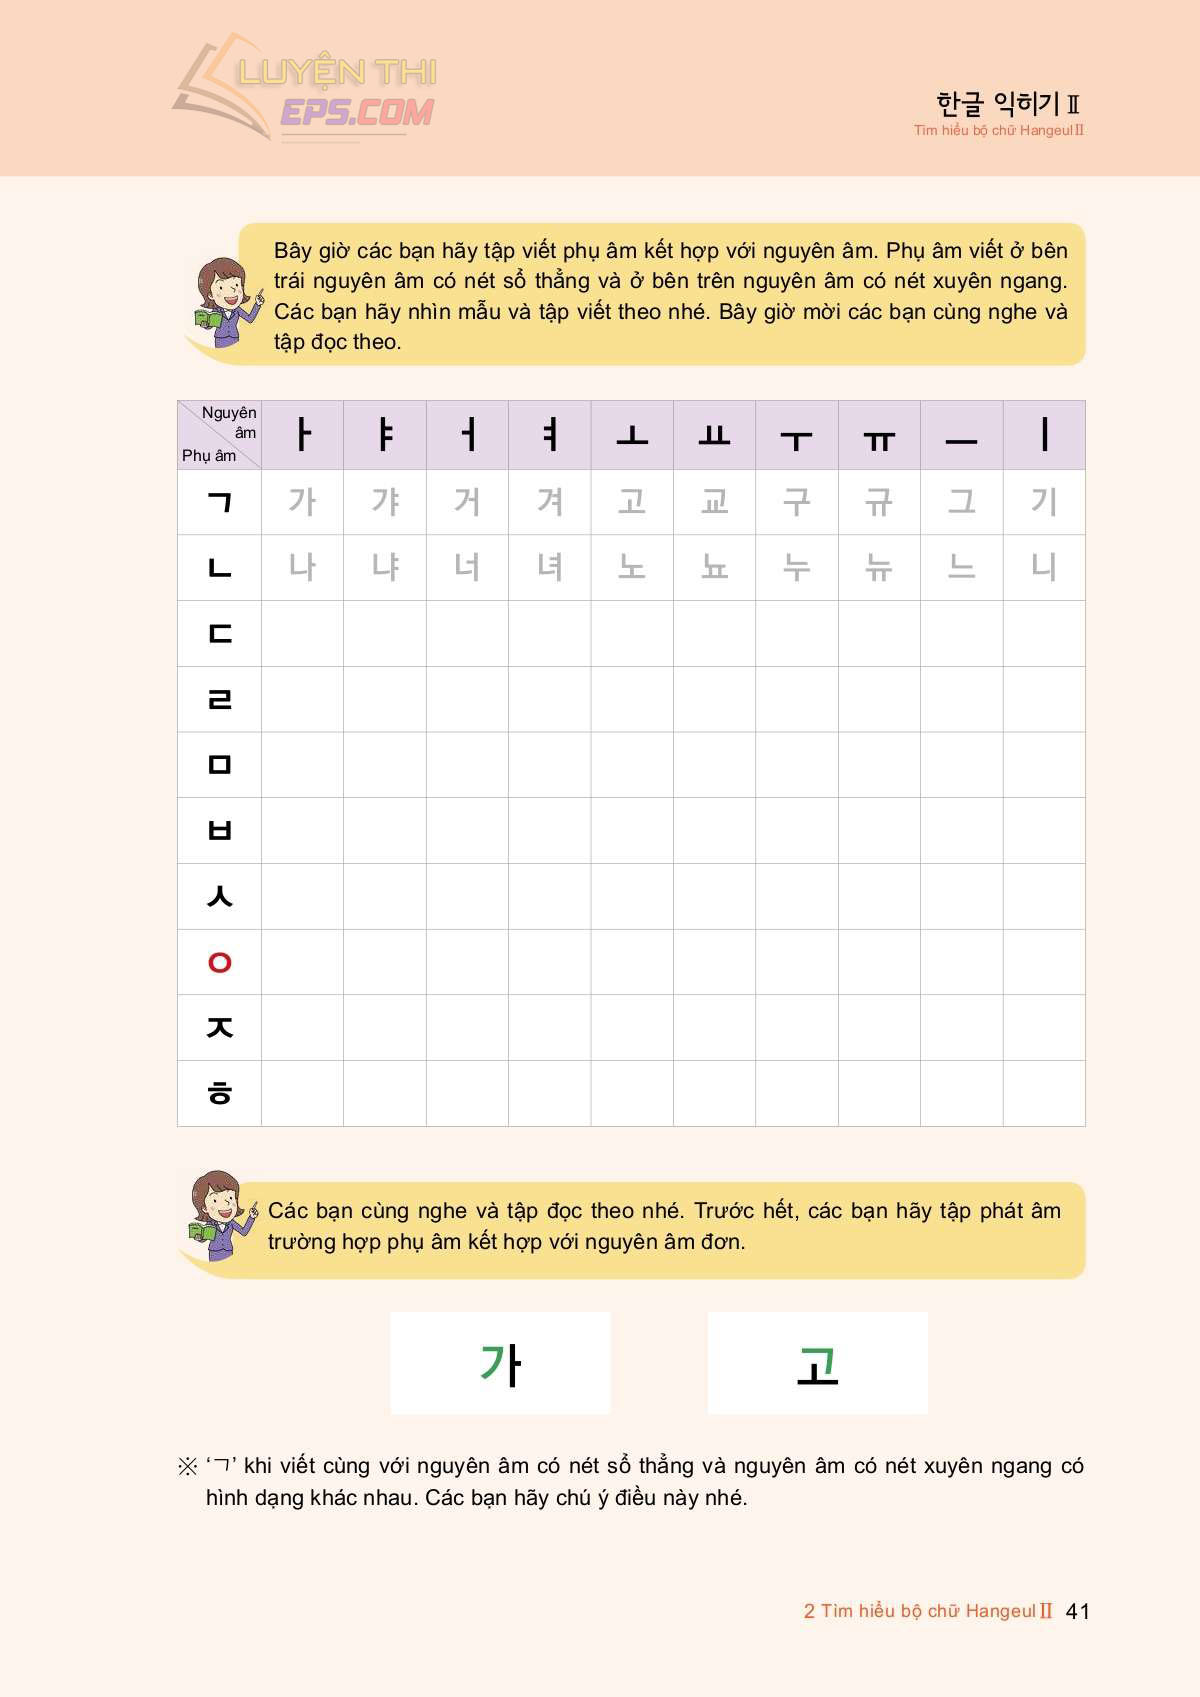 LUYỆN THI
EPS.COM
한글 익히기Ⅱ
Tìm hiểu bộ chữ HangeulⅡ
Bây giờ các bạn hãy tập viết phụ âm kết hợp với nguyên âm. Phụ âm viết ở bên
trái nguyên âm có nét sổ thẳng và ở bên trên nguyên âm có nét xuyên ngang.
Các bạn hãy nhìn mẫu và tập viết theo nhé. Bây giờ mời các bạn cùng nghe và
tập đọc theo.
Nguyên
âm
Phụ âm
ㅏ ㅑ ㅓ ㅕ ㅗ ㅛ ㅜ ㅠ ㅡ ㅣ
ㄱ 가 갸 거 겨 고 교 구 규 그 기
ㄴ 나 냐 너 녀 노 뇨 누 뉴 느 니
ㄷ
ㄹ
ㅁ
ㅂ
ㅅ
ㅇ
ㅈ
ㅎ
Các bạn cùng nghe và tập đọc theo nhé. Trước hết, các bạn hãy tập phát âm
trường hợp phụ âm kết hợp với nguyên âm đơn.
가 고
※ ‘ㄱ’ khi viết cùng với nguyên âm có nét sổ thẳng và nguyên âm có nét xuyên ngang có
hình dạng khác nhau. Các bạn hãy chú ý điều này nhé.
2 Tìm hiểu bộ chữ HangeulⅡ 41